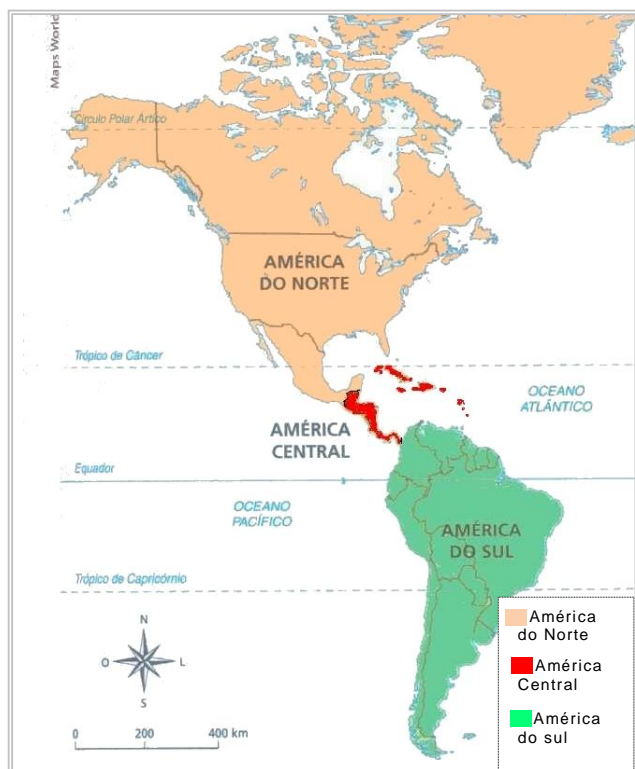 Maps World
Círculo Polar Ártico
AMÉRICA
DO NORTE
Trópico de Câncer
OCEANO
ATLÂNTICO
AMÉRICA
CENTRAL
Equador
OCEANO
PACÍFICO
AMÉRICA
DO SUL
Trópico de Capricórnio
N
O
L
S
0 200 400 km
América
do Norte
América
Central
América
do sul